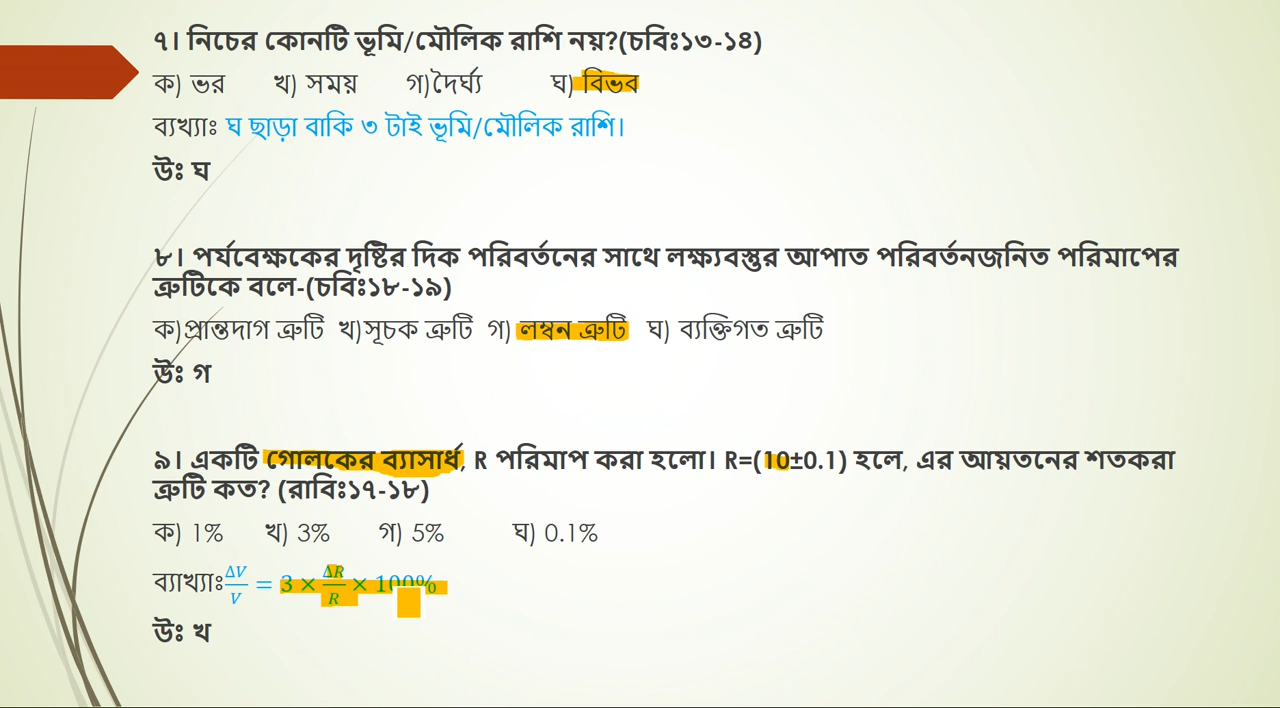 ৭। নিচের কোনটি ভূমি/মৌলিক রাশি নয়?(চবিঃ১৩-১৪)
ক) ভর খ) সময় গ)দৈর্ঘ্য ঘ) বিভব
ব্যখ্যাঃ ঘ ছাড়া বাকি ৩ টাই ভূমি/মৌলিক রাশি।
উঃ ঘ
৮। পর্যবেক্ষকের দৃষ্টির দিক পরিবর্তনের সাথে লক্ষ্যবস্তুর আপাত পরিবর্তনজনিত পরিমাপের
ত্রুটিকে বলে-(চবিঃ১৮-১৯)
ক)প্রান্তদাগ ত্রুটি খ)সূচক ত্রুটি গ) লম্বন ত্রুটি ঘ) ব্যক্তিগত ত্রুটি
উঃ গ
৯। একটি গোলকের ব্যাসার্ধ, R পরিমাপ করা হলো। R=(10±0.1) হলে, এর আয়তনের শতকরা
ত্রুটি কত? (রাবিঃ১৭-১৮)
ক) 1% খ) 3% গ) 5% ঘ) 0.1%
ব্যাখ্যাঃ ΔV/V = 3 × ΔR/R × 100%
উঃ খ